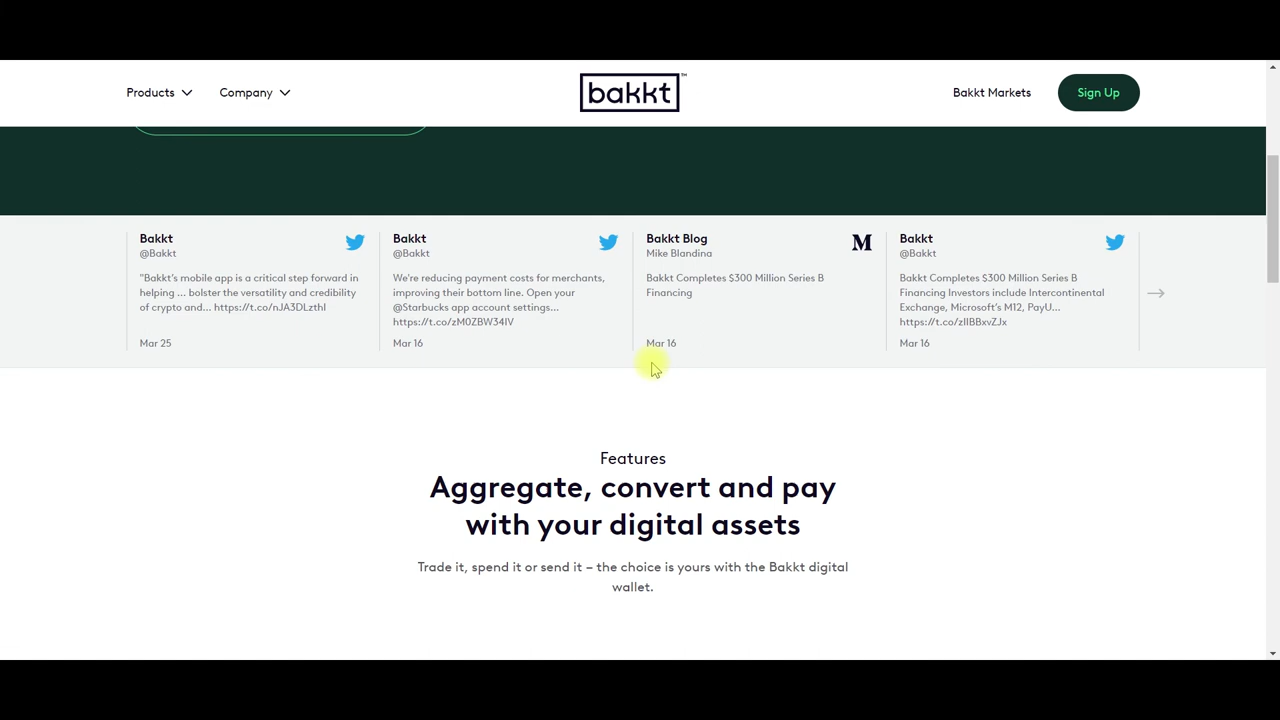 Products
Company
bakkt™
Bakkt Markets
Sign Up
Bakkt
@Bakkt
"Bakkt's mobile app is a critical step forward in
helping ... bolster the versatility and credibility
of crypto and... https://t.co/nJA3DLzthI
Mar 25
Bakkt
@Bakkt
We're reducing payment costs for merchants,
improving their bottom line. Open your
@Starbucks app account settings...
https://t.co/zM0ZBW34IV
Mar 16
Bakkt Blog
Mike Blandina
M
Bakkt Completes $300 Million Series B
Financing
Mar 16
Bakkt
@Bakkt
Bakkt Completes $300 Million Series B
Financing Investors include Intercontinental
Exchange, Microsoft's M12, PayU...
https://t.co/zIIBBxvZJx
Mar 16
Features
Aggregate, convert and pay
with your digital assets
Trade it, spend it or send it – the choice is yours with the Bakkt digital
wallet.